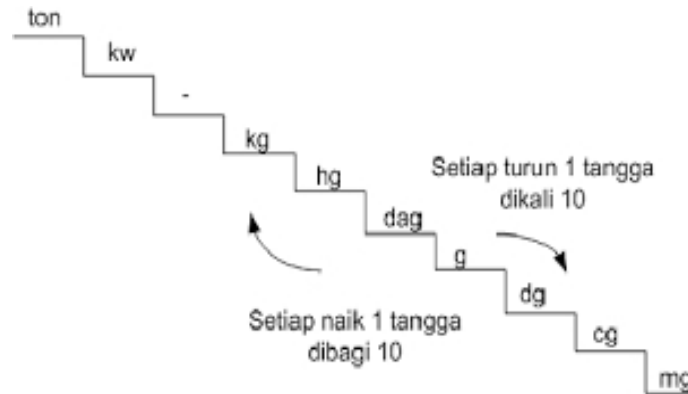 ton
kw
-
kg
hg
dag
g
dg
cg
mg
Setiap turun 1 tangga
dikali 10
Setiap naik 1 tangga
dibagi 10